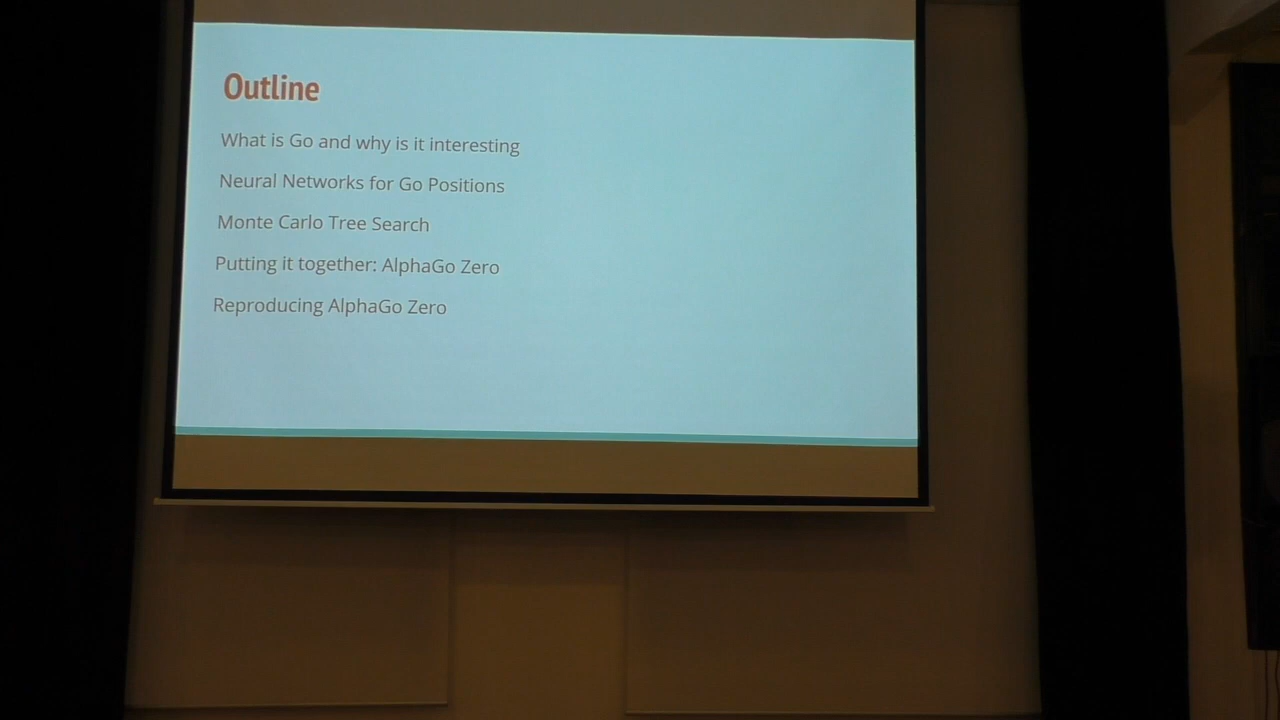 Outline
What is Go and why is it interesting
Neural Networks for Go Positions
Monte Carlo Tree Search
Putting it together: AlphaGo Zero
Reproducing AlphaGo Zero